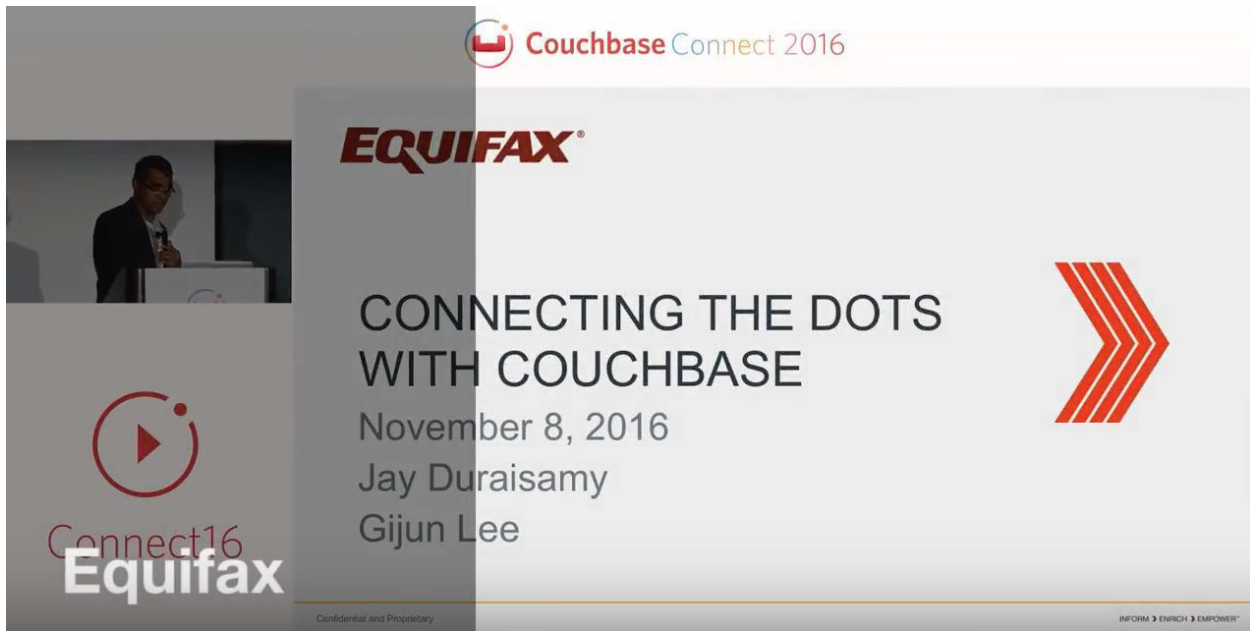 Couchbase Connect 2016
EQUIFAX®
CONNECTING THE DOTS
WITH COUCHBASE
November 8, 2016
Jay Duraisamy
Gijun Lee
Connect16
Equifax
Confidential and Proprietary
INFORM ❯ ENRICH ❯ EMPOWER™